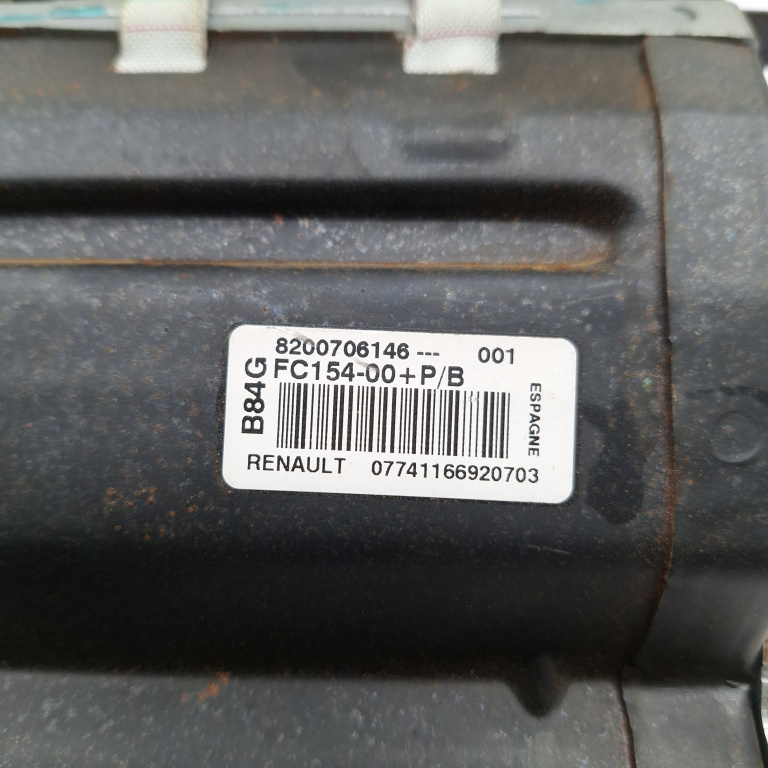 8200706146 --- 001
FC154-00+P/B
B84G
ESPAGNE
RENAULT 07741166920703